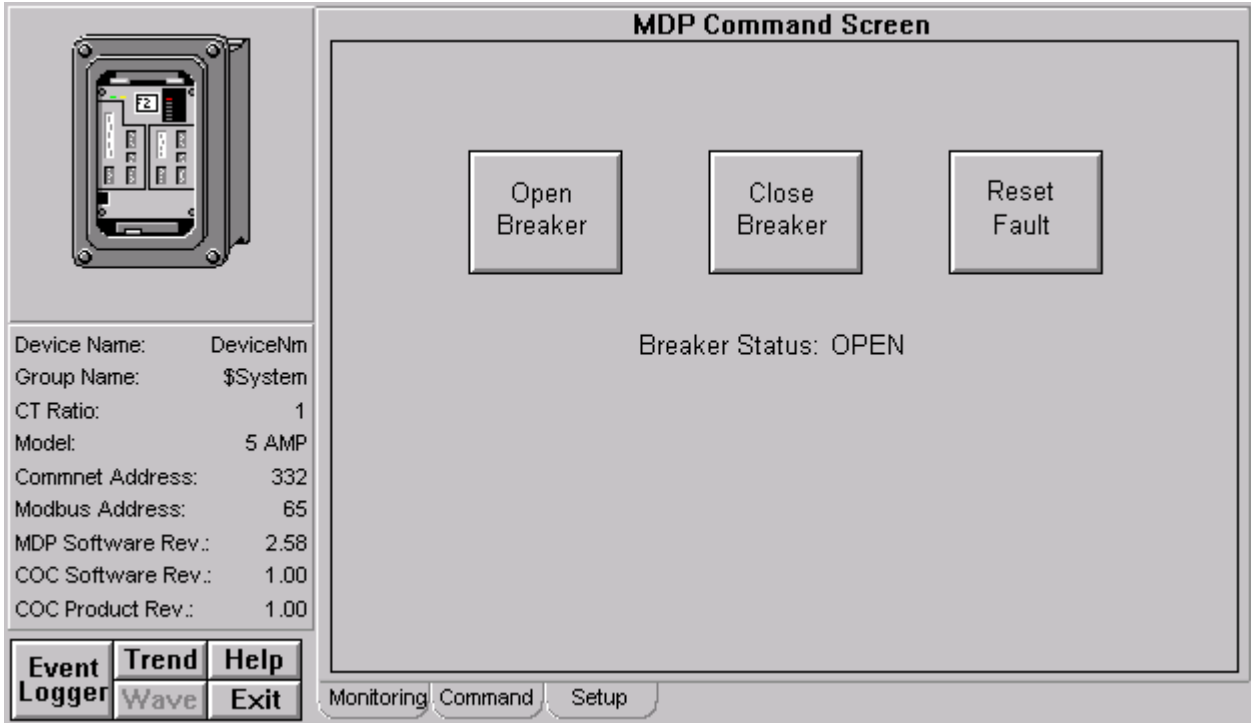 MDP Command Screen
F2
Open
Breaker
Close
Breaker
Reset
Fault
Breaker Status: OPEN
Device Name: DeviceNm
Group Name: $System
CT Ratio: 1
Model: 5 AMP
Commnet Address: 332
Modbus Address: 65
MDP Software Rev.: 2.58
COC Software Rev.: 1.00
COC Product Rev.: 1.00
Event
Logger
Trend
Help
Wave
Exit
Monitoring Command Setup